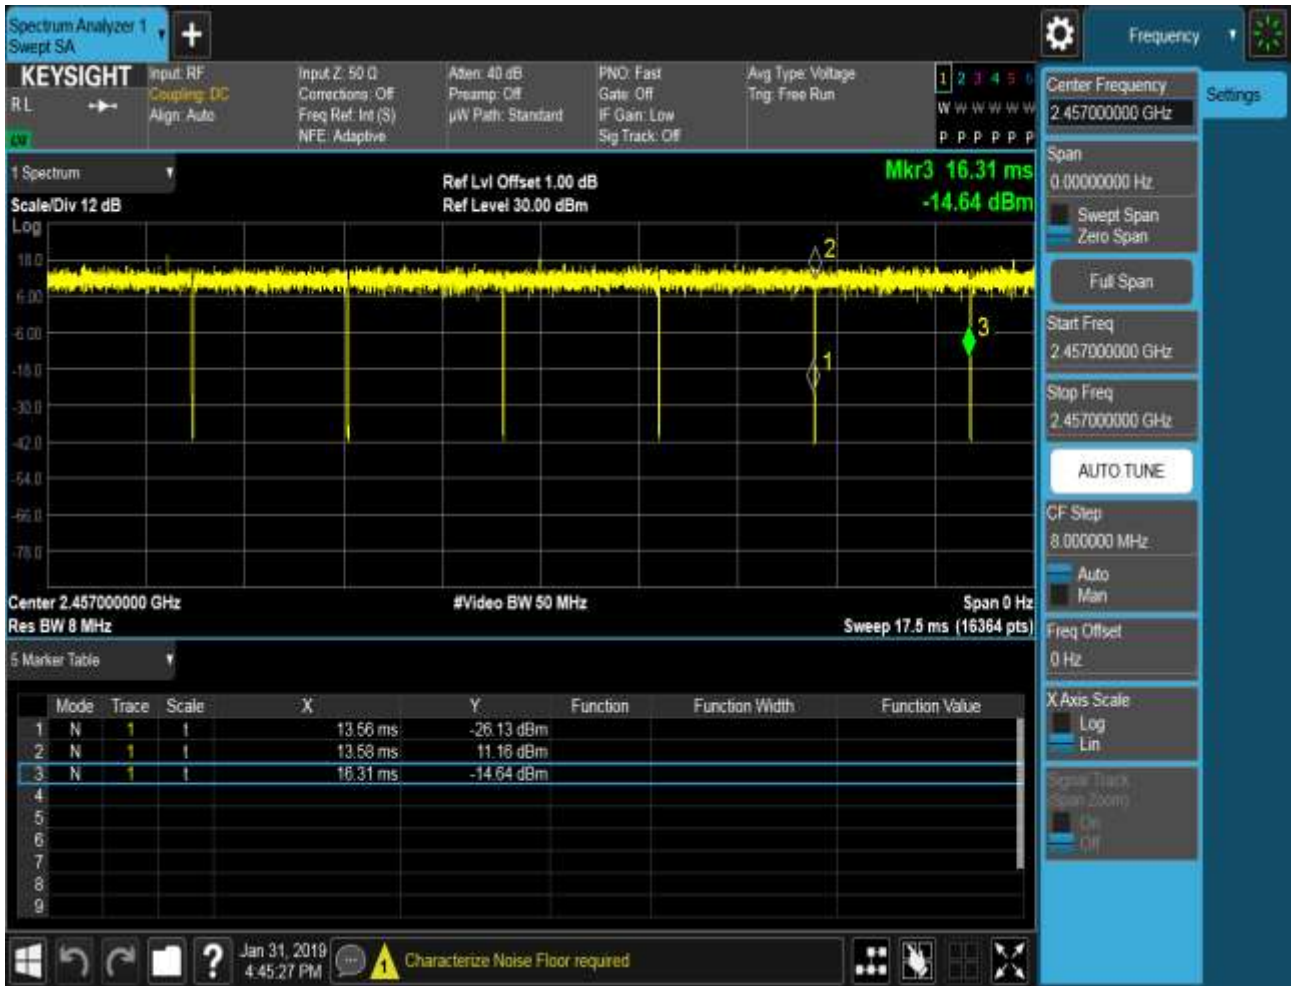 Spectrum Analyzer 1
Swept SA
Frequency
KEYSIGHT
RL
Input: RF
Coupling: DC
Align: Auto
Input Z: 50 Ω
Corrections: Off
Freq Ref: Int (S)
NFE: Adaptive
Atten: 40 dB
Preamp: Off
µW Path: Standard
PNO: Fast
Gate: Off
IF Gain: Low
Sig Track: Off
Avg Type: Voltage
Trig: Free Run
1 2 3 4 5 6
W W W W W W
P P P P P P
1 Spectrum
Scale/Div 12 dB
Ref Lvl Offset 1.00 dB
Ref Level 30.00 dBm
Mkr3 16.31 ms
-14.64 dBm
Log
18.0
6.00
-6.00
-18.0
-30.0
-42.0
-54.0
-66.0
-78.0
2
3
1
Center 2.457000000 GHz
Res BW 8 MHz
#Video BW 50 MHz
Span 0 Hz
Sweep 17.5 ms (16364 pts)
5 Marker Table
Mode Trace Scale X Y Function Function Width Function Value
1 N 1 t 13.56 ms -26.13 dBm
2 N 1 t 13.58 ms 11.16 dBm
3 N 1 t 16.31 ms -14.64 dBm
4
5
6
7
8
9
Jan 31, 2019
4:45:27 PM
?
1
Characterize Noise Floor required
Center Frequency
2.457000000 GHz
Settings
Span
0.00000000 Hz
Swept Span
Zero Span
Full Span
Start Freq
2.457000000 GHz
Stop Freq
2.457000000 GHz
AUTO TUNE
CF Step
8.000000 MHz
Auto
Man
Freq Offset
0 Hz
X Axis Scale
Log
Lin
Signal Track
(Span Zoom)
On
Off